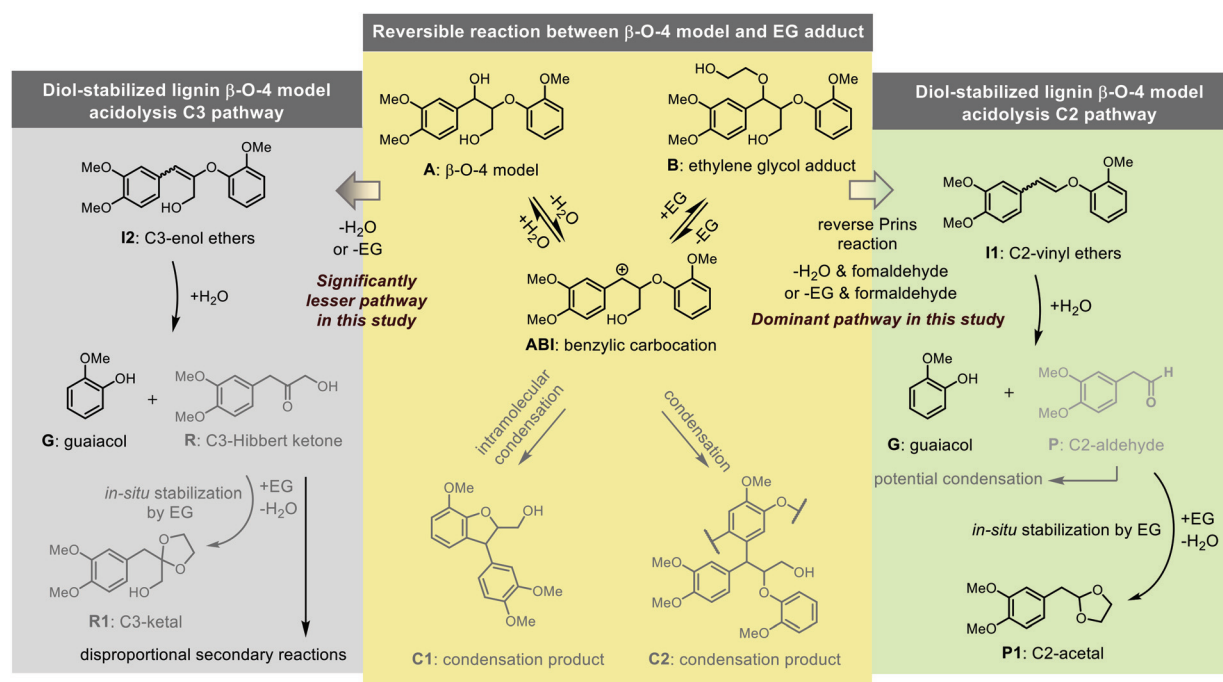 Reversible reaction between β-O-4 model and EG adduct
Diol-stabilized lignin β-O-4 model
acidolysis C3 pathway
OMe
MeO
MeO
O
HO
I2: C3-enol ethers
+H₂O
OMe
OH
G: guaiacol
+
MeO
MeO
O
OH
R: C3-Hibbert ketone
in-situ stabilization
by EG
+EG
-H₂O
MeO
MeO
O
O
HO
R1: C3-ketal
disproportional secondary reactions
-H₂O
or -EG
Significantly
lesser pathway
in this study
OH
OMe
MeO
MeO
O
HO
A: β-O-4 model
HO
O
OMe
MeO
MeO
O
HO
B: ethylene glycol adduct
-H₂O
+H₂O
+EG
-EG
OMe
MeO
MeO
O
HO
ABI: benzylic carbocation
intramolecular
condensation
condensation
MeO
O
OH
OMe
OMe
C1: condensation product
OMe
O
MeO
MeO
OH
O
MeO
C2: condensation product
reverse Prins
reaction
-H₂O & fomaldehyde
or -EG & formaldehyde
Dominant pathway in this study
Diol-stabilized lignin β-O-4 model
acidolysis C2 pathway
OMe
MeO
MeO
O
I1: C2-vinyl ethers
+H₂O
OMe
OH
G: guaiacol
+
MeO
MeO
H
O
P: C2-aldehyde
potential condensation
in-situ stabilization by EG
+EG
-H₂O
MeO
MeO
O
O
P1: C2-acetal